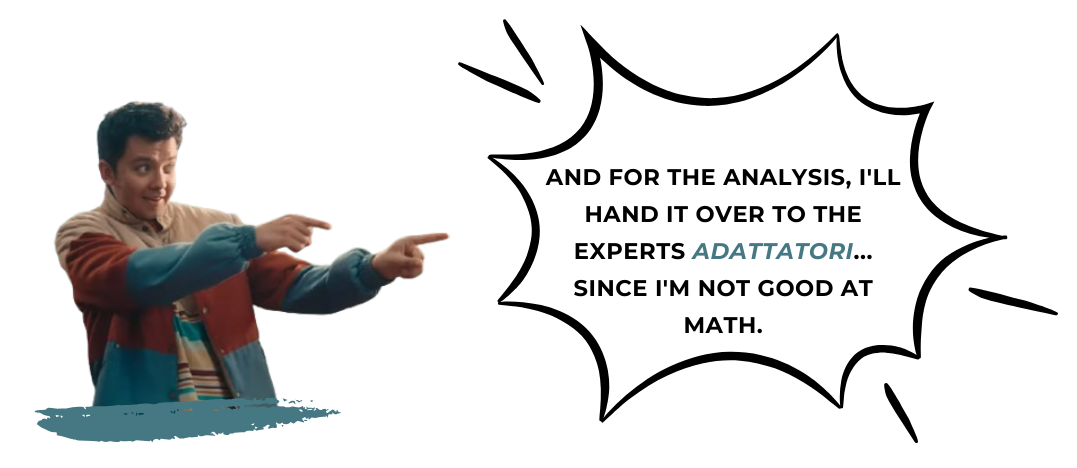 AND FOR THE ANALYSIS, I'LL
HAND IT OVER TO THE
EXPERTS ADATTATORI...
SINCE I'M NOT GOOD AT
MATH.